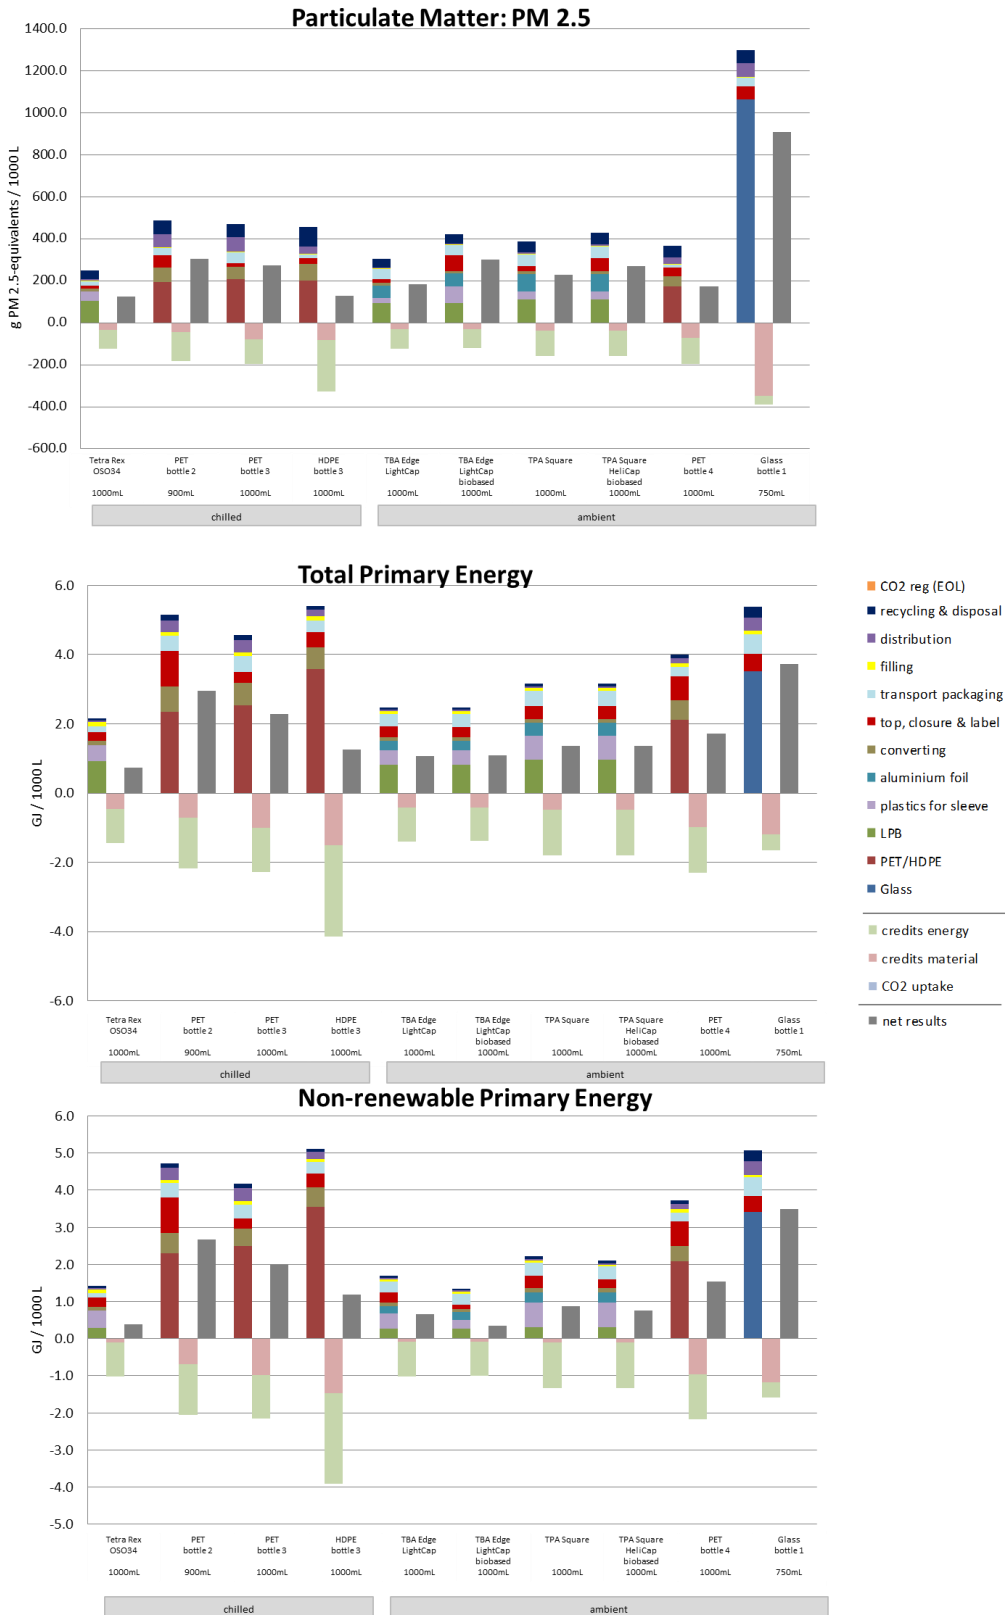 Particulate Matter: PM 2.5
1400.0
1200.0
1000.0
800.0
600.0
400.0
200.0
0.0
-200.0
-400.0
-600.0
g PM 2.5-equivalents / 1000 L
Tetra Rex OSO34 1000mL
PET bottle 2 900mL
PET bottle 3 1000mL
HDPE bottle 3 1000mL
TBA Edge LightCap 1000mL
TBA Edge LightCap biobased 1000mL
TPA Square 1000mL
TPA Square HeliCap biobased 1000mL
PET bottle 4 1000mL
Glass bottle 1 750mL
chilled
ambient
Total Primary Energy
6.0
4.0
2.0
0.0
-2.0
-4.0
-6.0
GJ / 1000 L
Tetra Rex OSO34 1000mL
PET bottle 2 900mL
PET bottle 3 1000mL
HDPE bottle 3 1000mL
TBA Edge LightCap 1000mL
TBA Edge LightCap biobased 1000mL
TPA Square 1000mL
TPA Square HeliCap biobased 1000mL
PET bottle 4 1000mL
Glass bottle 1 750mL
chilled
ambient
CO2 reg (EOL)
recycling & disposal
distribution
filling
transport packaging
top, closure & label
converting
aluminium foil
plastics for sleeve
LPB
PET/HDPE
Glass
credits energy
credits material
CO2 uptake
net results
Non-renewable Primary Energy
6.0
5.0
4.0
3.0
2.0
1.0
0.0
-1.0
-2.0
-3.0
-4.0
-5.0
GJ / 1000 L
Tetra Rex OSO34 1000mL
PET bottle 2 900mL
PET bottle 3 1000mL
HDPE bottle 3 1000mL
TBA Edge LightCap 1000mL
TBA Edge LightCap biobased 1000mL
TPA Square 1000mL
TPA Square HeliCap biobased 1000mL
PET bottle 4 1000mL
Glass bottle 1 750mL
chilled
ambient